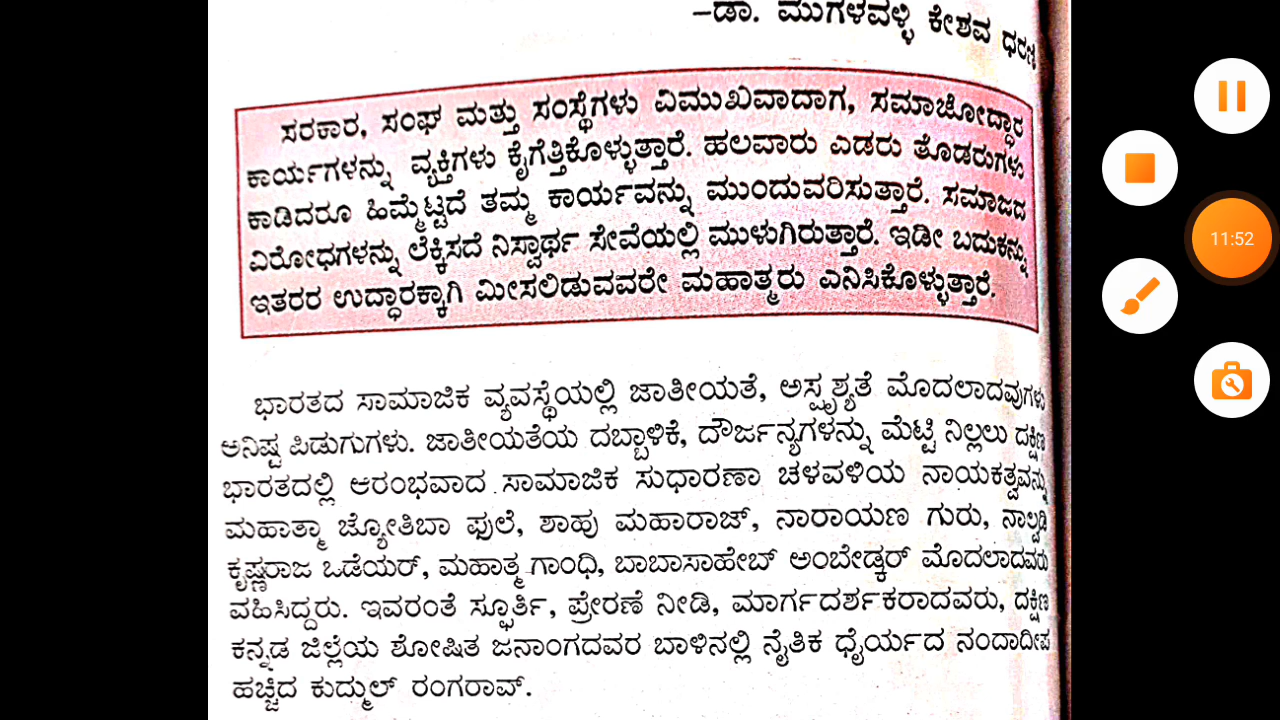 –ಡಾ. ಮುಗಳವಳ್ಳಿ ಕೇಶವ ಧರಣಿ
ಸರಕಾರ, ಸಂಘ ಮತ್ತು ಸಂಸ್ಥೆಗಳು ವಿಮುಖವಾದಾಗ, ಸಮಾಜೋದ್ಧಾರ
ಕಾರ್ಯಗಳನ್ನು ವ್ಯಕ್ತಿಗಳು ಕೈಗೆತ್ತಿಕೊಳ್ಳುತ್ತಾರೆ. ಹಲವಾರು ಎಡರು ತೊಡರುಗಳು
ಕಾಡಿದರೂ ಹಿಮ್ಮೆಟ್ಟದೆ ತಮ್ಮ ಕಾರ್ಯವನ್ನು ಮುಂದುವರಿಸುತ್ತಾರೆ. ಸಮಾಜದ
ವಿರೋಧಗಳನ್ನು ಲೆಕ್ಕಿಸದೆ ನಿಸ್ವಾರ್ಥ ಸೇವೆಯಲ್ಲಿ ಮುಳುಗಿರುತ್ತಾರೆ. ಇಡೀ ಬದುಕನ್ನು
ಇತರರ ಉದ್ಧಾರಕ್ಕಾಗಿ ಮೀಸಲಿಡುವವರೇ ಮಹಾತ್ಮರು ಎನಿಸಿಕೊಳ್ಳುತ್ತಾರೆ.
ಭಾರತದ ಸಾಮಾಜಿಕ ವ್ಯವಸ್ಥೆಯಲ್ಲಿ ಜಾತೀಯತೆ, ಅಸ್ಪೃಶ್ಯತೆ ಮೊದಲಾದವುಗಳು
ಅನಿಷ್ಟ ಪಿಡುಗುಗಳು. ಜಾತೀಯತೆಯ ದಬ್ಬಾಳಿಕೆ, ದೌರ್ಜನ್ಯಗಳನ್ನು ಮೆಟ್ಟಿ ನಿಲ್ಲಲು ದಕ್ಷಿಣ
ಭಾರತದಲ್ಲಿ ಆರಂಭವಾದ ಸಾಮಾಜಿಕ ಸುಧಾರಣಾ ಚಳವಳಿಯ ನಾಯಕತ್ವವನ್ನು
ಮಹಾತ್ಮಾ ಜ್ಯೋತಿಬಾ ಫುಲೆ, ಶಾಹು ಮಹಾರಾಜ್, ನಾರಾಯಣ ಗುರು, ನಾಲ್ವಡಿ
ಕೃಷ್ಣರಾಜ ಒಡೆಯರ್, ಮಹಾತ್ಮ ಗಾಂಧಿ, ಬಾಬಾಸಾಹೇಬ್ ಅಂಬೇಡ್ಕರ್ ಮೊದಲಾದವರು
ವಹಿಸಿದ್ದರು. ಇವರಂತೆ ಸ್ಫೂರ್ತಿ, ಪ್ರೇರಣೆ ನೀಡಿ, ಮಾರ್ಗದರ್ಶಕರಾದವರು, ದಕ್ಷಿಣ
ಕನ್ನಡ ಜಿಲ್ಲೆಯ ಶೋಷಿತ ಜನಾಂಗದವರ ಬಾಳಿನಲ್ಲಿ ನೈತಿಕ ಧೈರ್ಯದ ನಂದಾದೀಪ
ಹಚ್ಚಿದ ಕುದ್ಮುಲ್ ರಂಗರಾವ್.
11:52